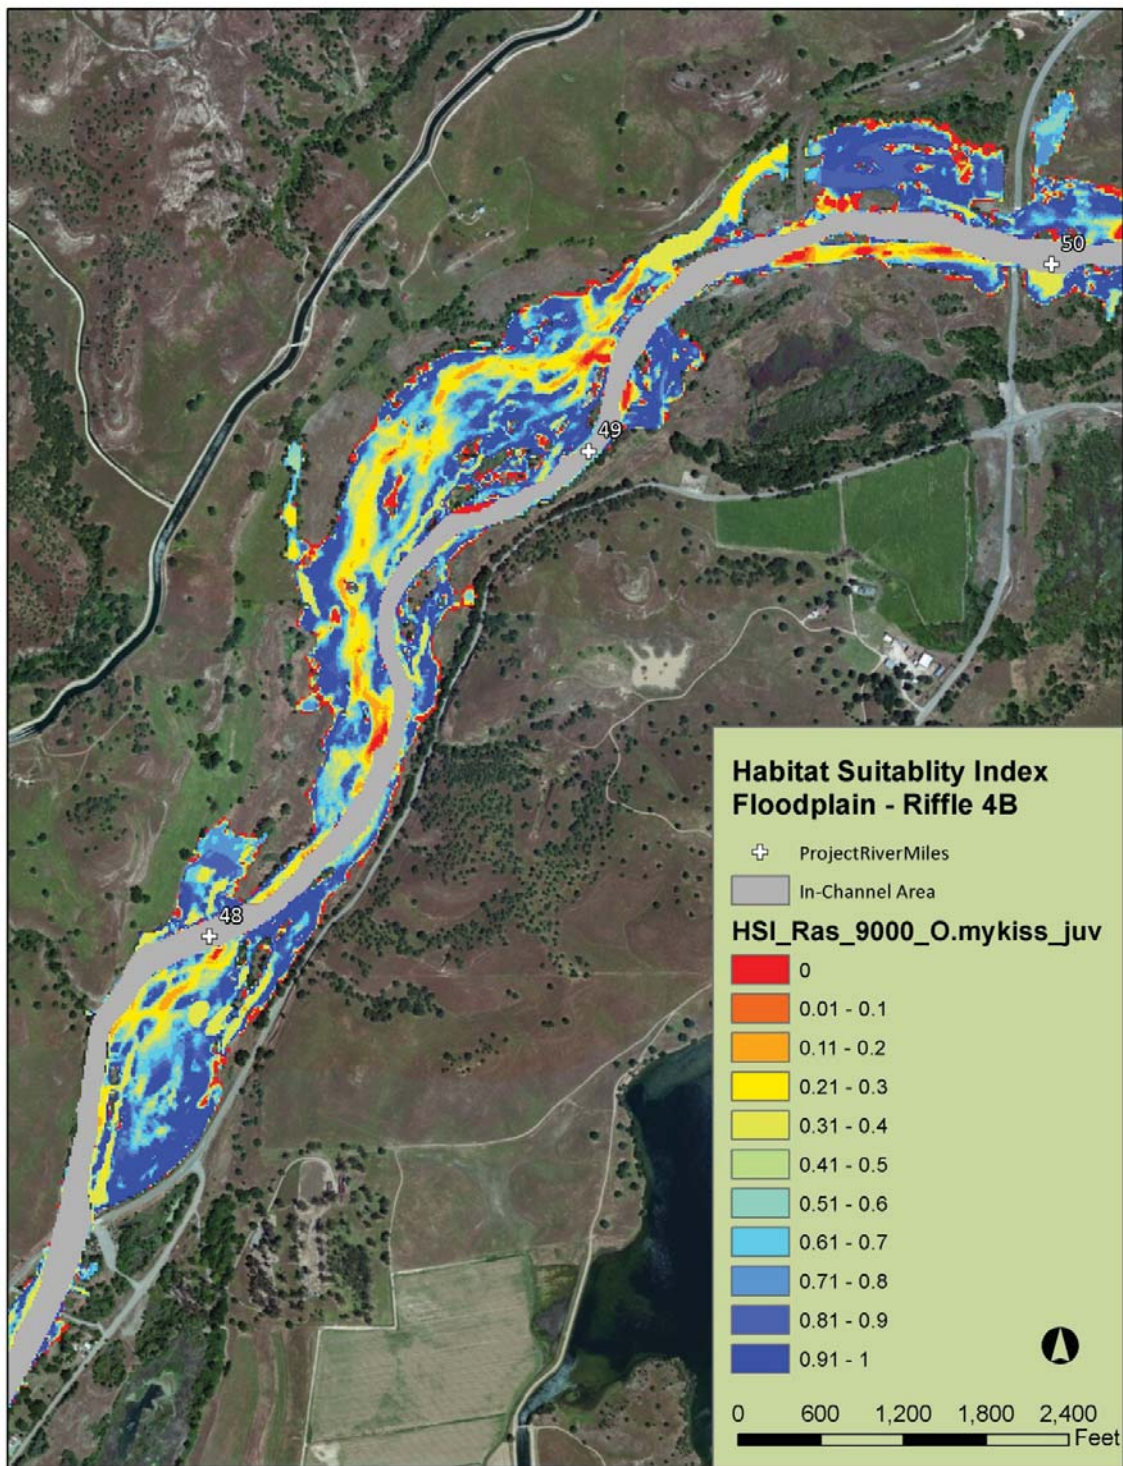 50
49
48
Habitat Suitablity Index
Floodplain - Riffle 4B
ProjectRiverMiles
In-Channel Area
HSI_Ras_9000_O.mykiss_juv
0
0.01 - 0.1
0.11 - 0.2
0.21 - 0.3
0.31 - 0.4
0.41 - 0.5
0.51 - 0.6
0.61 - 0.7
0.71 - 0.8
0.81 - 0.9
0.91 - 1
0 600 1,200 1,800 2,400
Feet